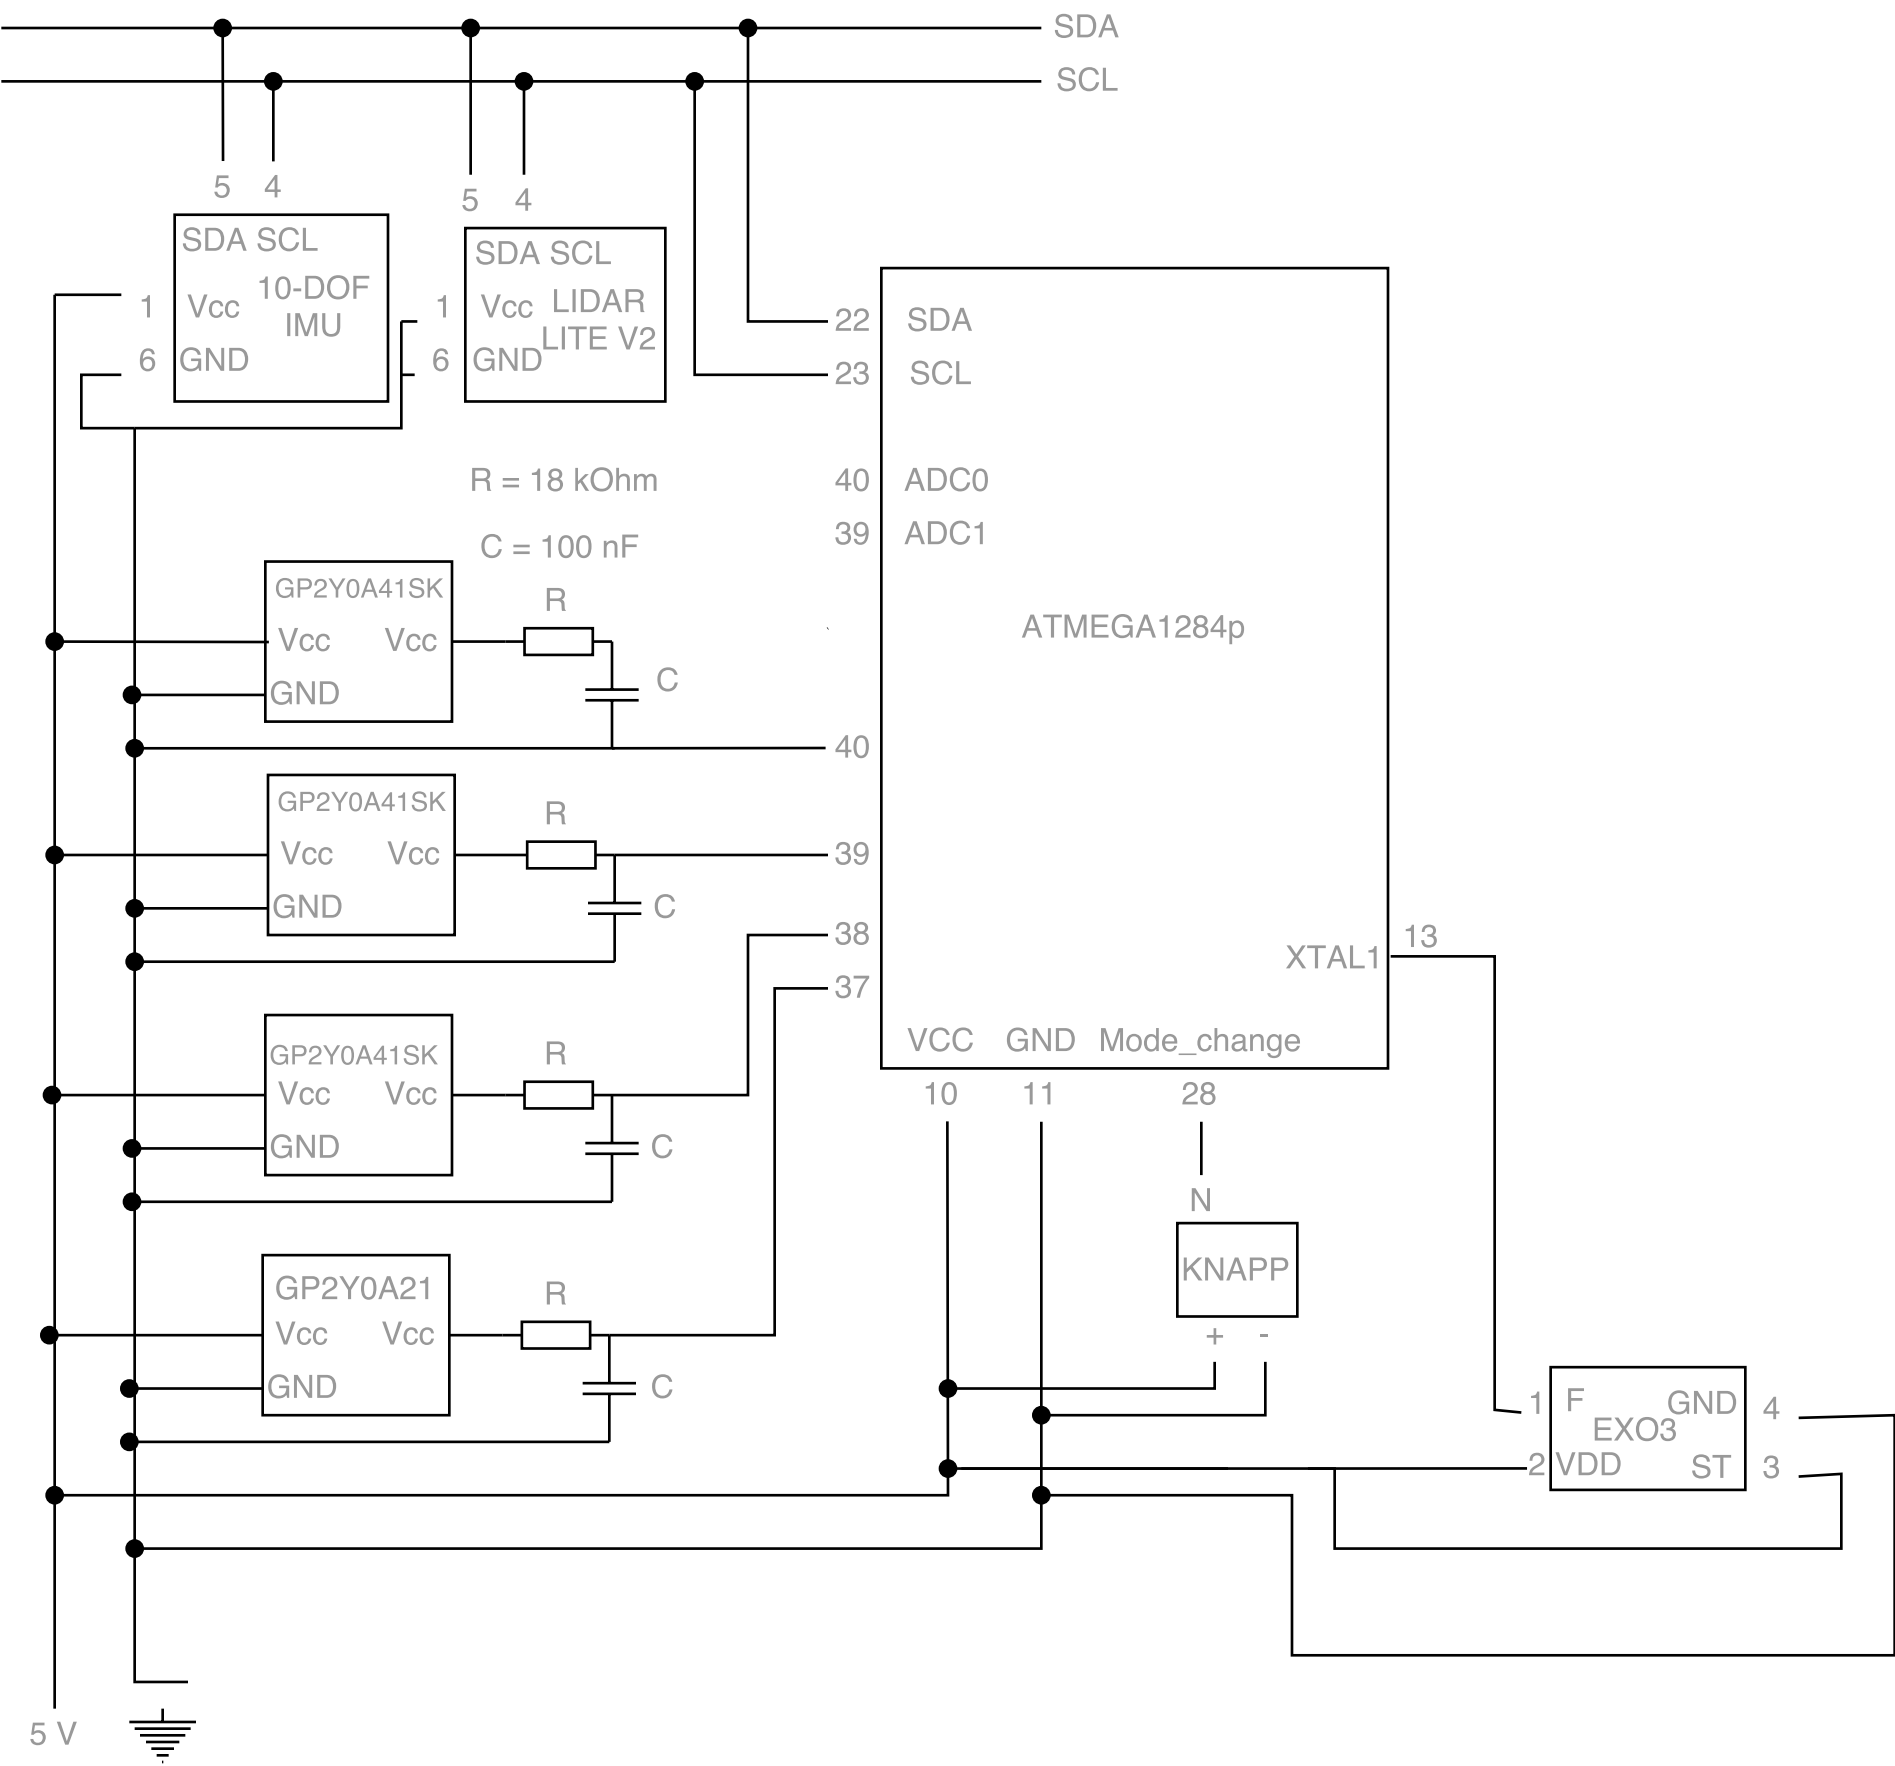 SDA
SCL
5 4
5 4
SDA SCL
10-DOF
IMU
1 Vcc
6 GND
SDA SCL
1 Vcc LIDAR
LITE V2
6 GND
22 SDA
23 SCL
R = 18 kOhm
40 ADC0
39 ADC1
C = 100 nF
GP2Y0A41SK
R
ATMEGA1284p
Vcc Vcc
C
GND
40
GP2Y0A41SK
R
Vcc Vcc
39
GND
C
38
XTAL1 13
37
VCC GND Mode_change
GP2Y0A41SK
R
Vcc Vcc
10 11 28
GND
C
N
KNAPP
GP2Y0A21
R
Vcc Vcc
+ -
GND
C
1 F GND 4
EXO3
2 VDD ST 3
5 V